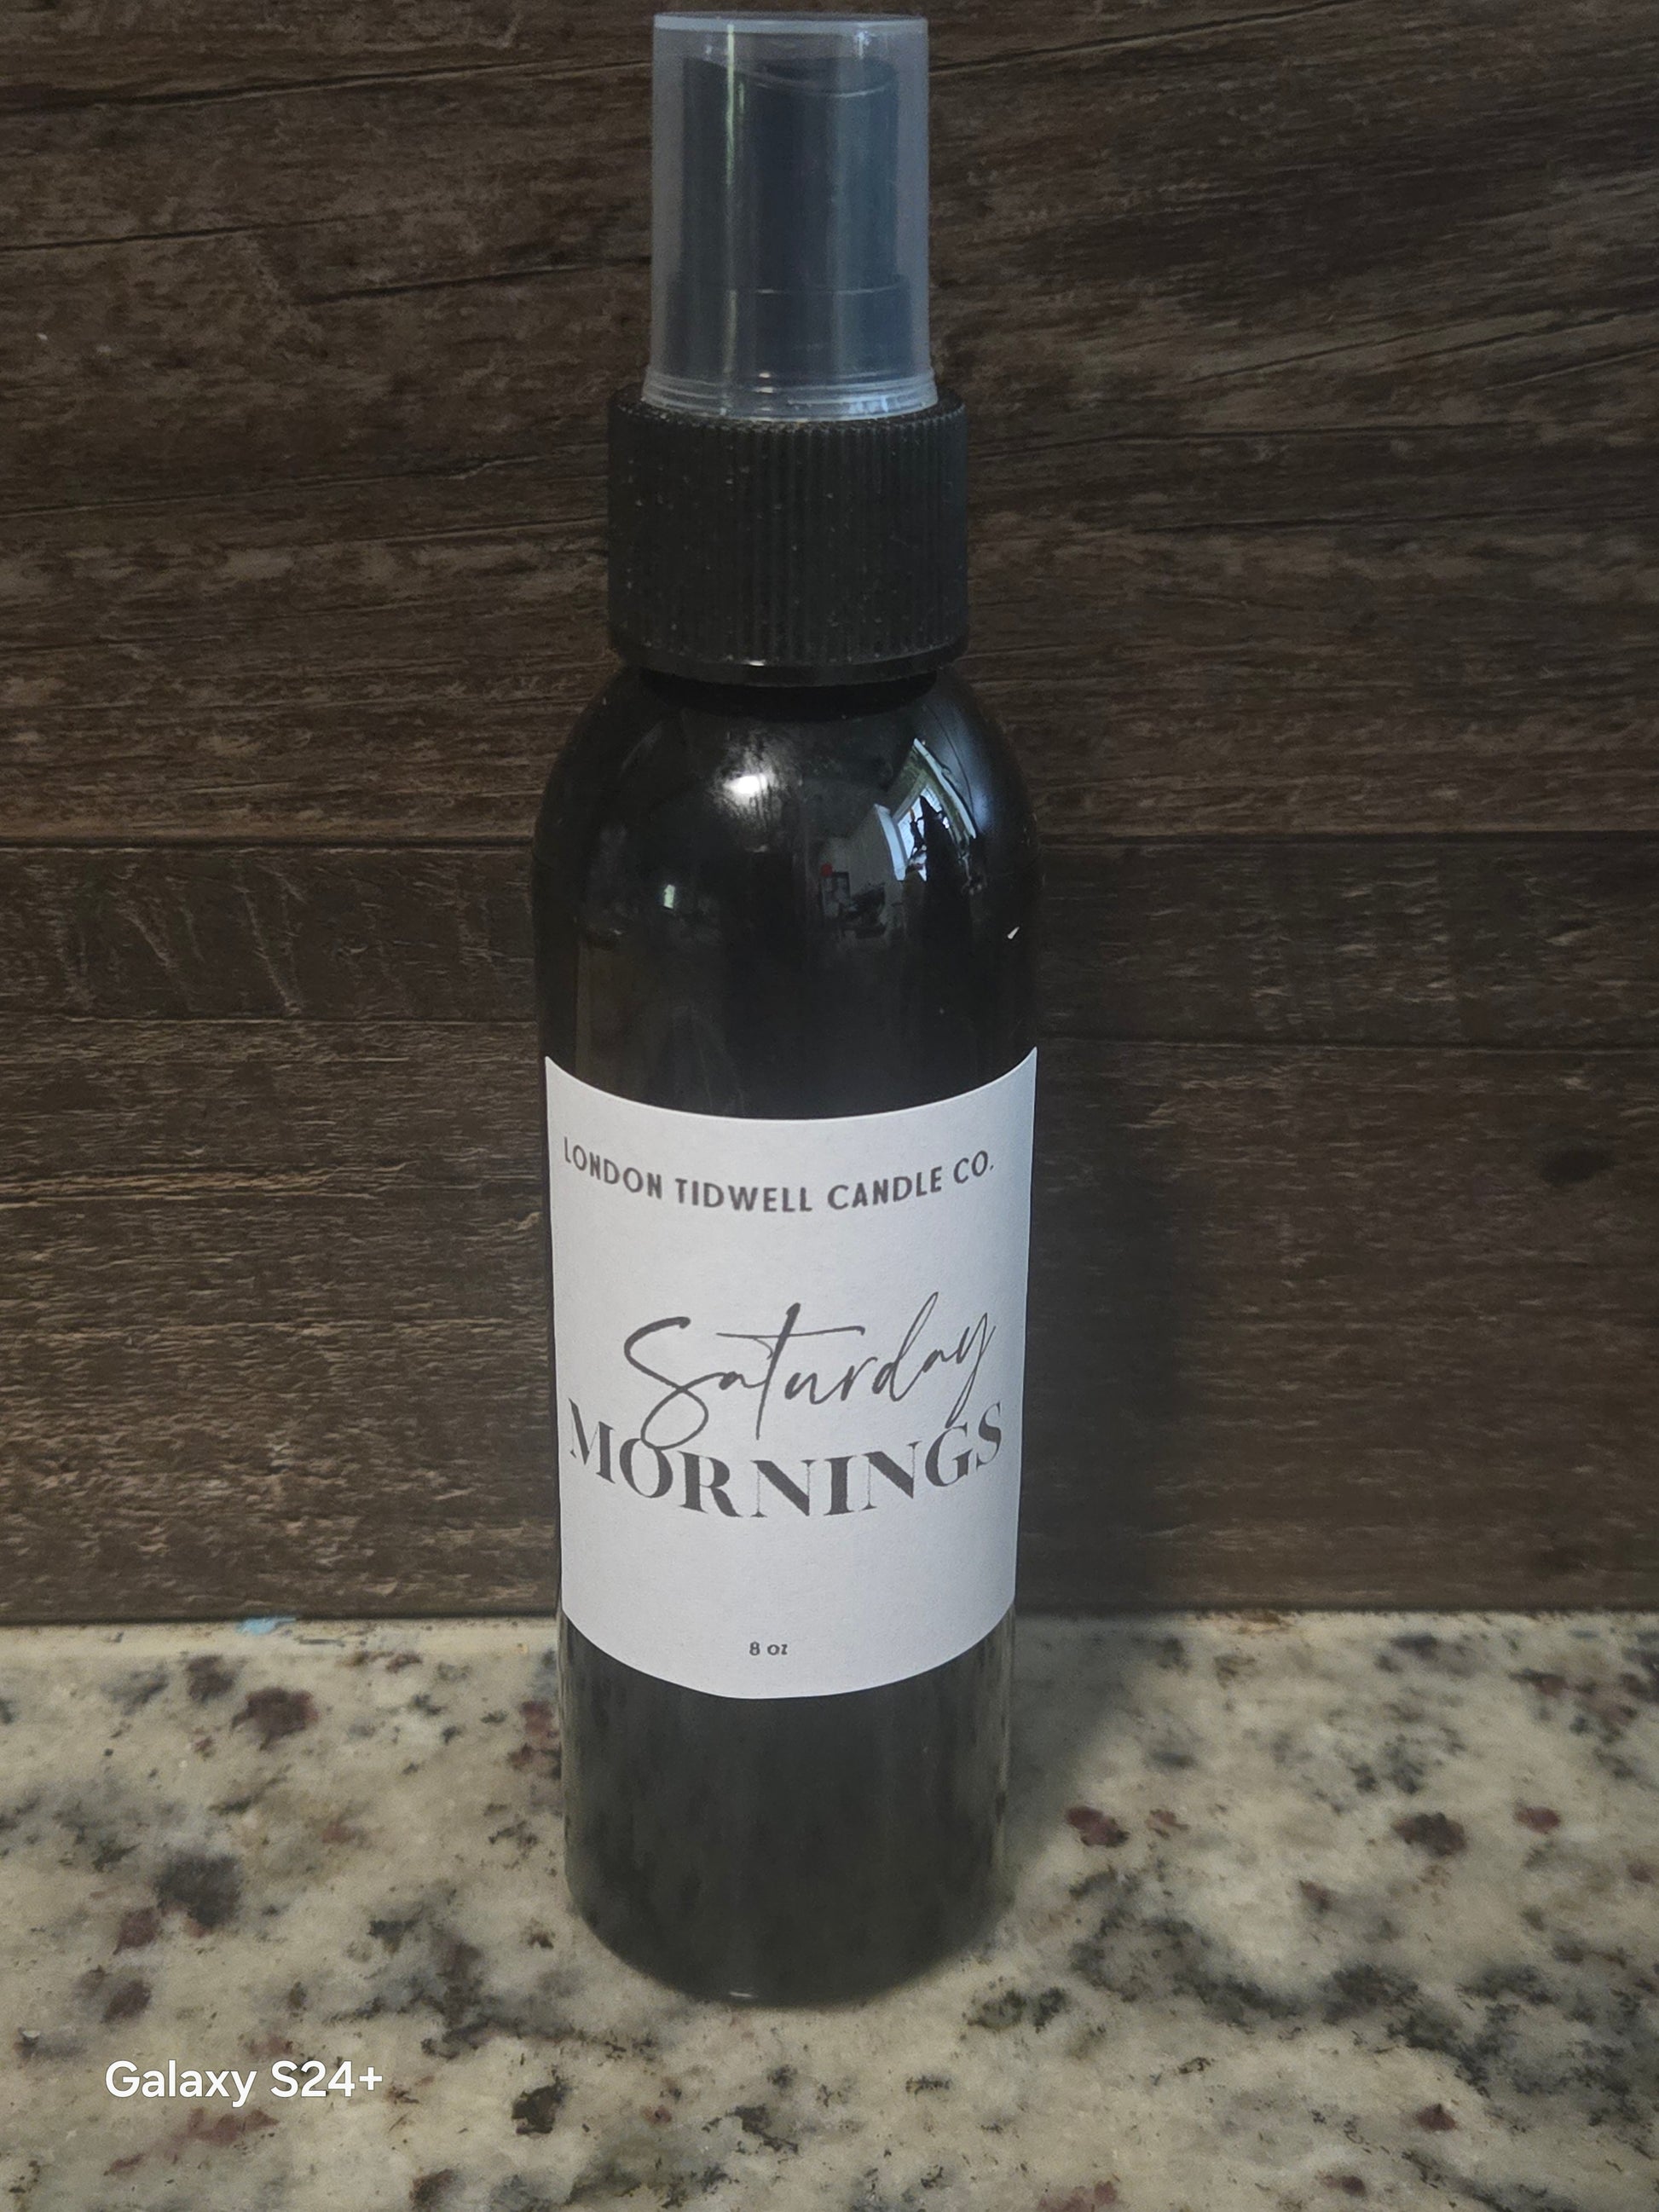 LONDON TIDWELL CANDLE CO.
Saturday
MORNINGS
8 oz
Galaxy S24+